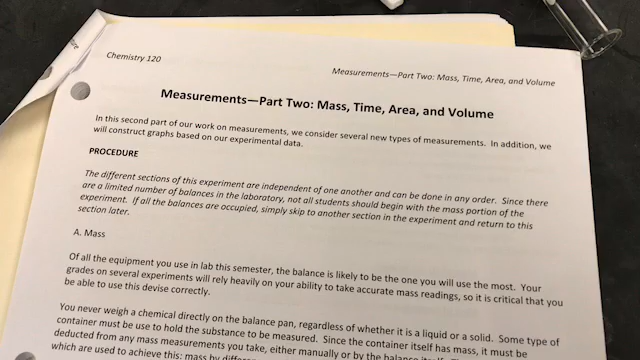 Chemistry 120
Measurements—Part Two: Mass, Time, Area, and Volume
Measurements—Part Two: Mass, Time, Area, and Volume
In this second part of our work on measurements, we consider several new types of measurements. In addition, we
will construct graphs based on our experimental data.
PROCEDURE
The different sections of this experiment are independent of one another and can be done in any order. Since there
are a limited number of balances in the laboratory, not all students should begin with the mass portion of the
experiment. If all the balances are occupied, simply skip to another section in the experiment and return to this
section later.
A. Mass
Of all the equipment you use in lab this semester, the balance is likely to be the one you will use the most. Your
grades on several experiments will rely heavily on your ability to take accurate mass readings, so it is critical that you
be able to use this devise correctly.
You never weigh a chemical directly on the balance pan, regardless of whether it is a liquid or a solid. Some type of
container must be use to hold the substance to be measured. Since the container itself has mass, it must be
deducted from any mass measurements you take, either manually or by the balance itself.
which are used to achieve this: mass by